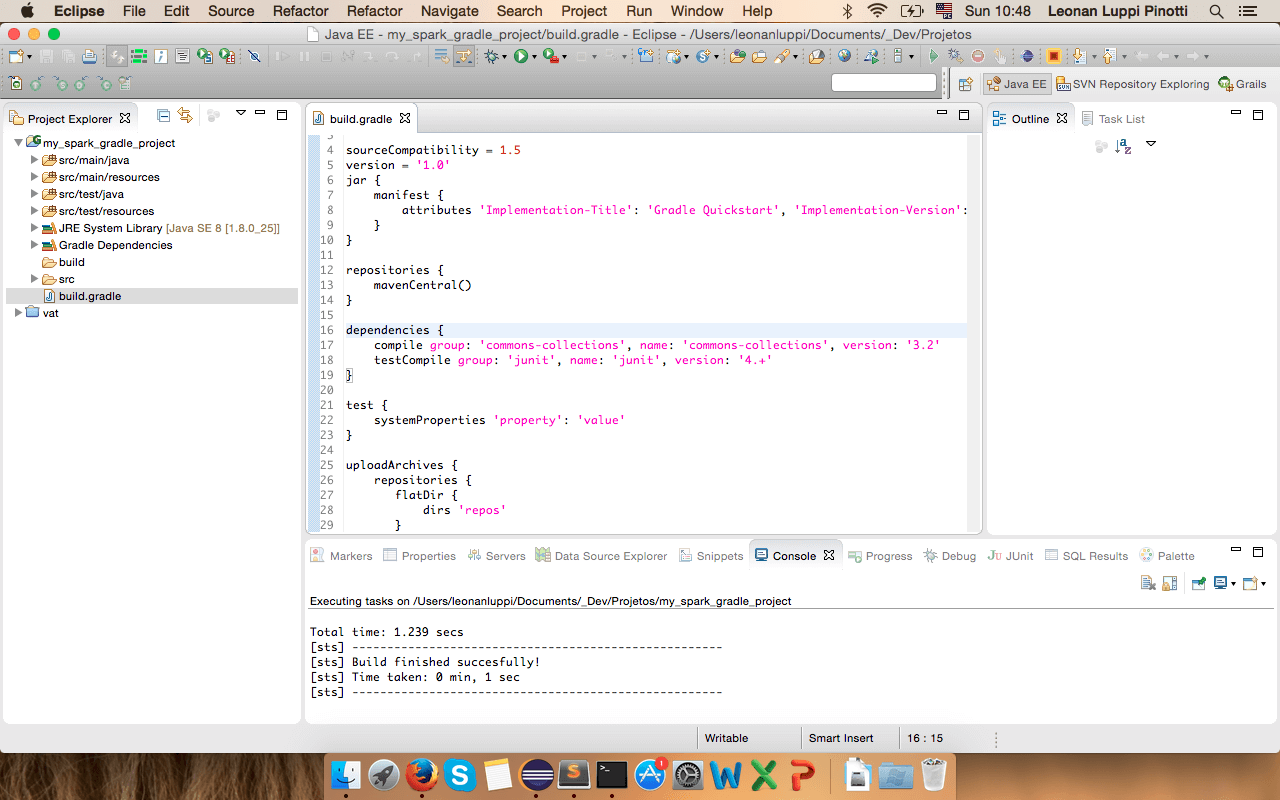 Eclipse File Edit Source Refactor Refactor Navigate Search Project Run Window Help Sun 10:48 Leonan Luppi Pinotti
Java EE - my_spark_gradle_project/build.gradle - Eclipse - /Users/leonanluppi/Documents/_Dev/Projetos
Java EE SVN Repository Exploring Grails
Project Explorer
my_spark_gradle_project
src/main/java
src/main/resources
src/test/java
src/test/resources
JRE System Library [Java SE 8 [1.8.0_25]]
Gradle Dependencies
build
src
build.gradle
vat
build.gradle
3
4 sourceCompatibility = 1.5
5 version = '1.0'
6 jar {
7 manifest {
8 attributes 'Implementation-Title': 'Gradle Quickstart', 'Implementation-Version':
9 }
10 }
11
12 repositories {
13 mavenCentral()
14 }
15
16 dependencies {
17 compile group: 'commons-collections', name: 'commons-collections', version: '3.2'
18 testCompile group: 'junit', name: 'junit', version: '4.+'
19 }
20
21 test {
22 systemProperties 'property': 'value'
23 }
24
25 uploadArchives {
26 repositories {
27 flatDir {
28 dirs 'repos'
29 }
Outline Task List
Markers Properties Servers Data Source Explorer Snippets Console Progress Debug JUnit SQL Results Palette
Executing tasks on /Users/leonanluppi/Documents/_Dev/Projetos/my_spark_gradle_project
Total time: 1.239 secs
[sts] -----------------------------------------------------
[sts] Build finished succesfully!
[sts] Time taken: 0 min, 1 sec
[sts] -----------------------------------------------------
Writable Smart Insert 16 : 15